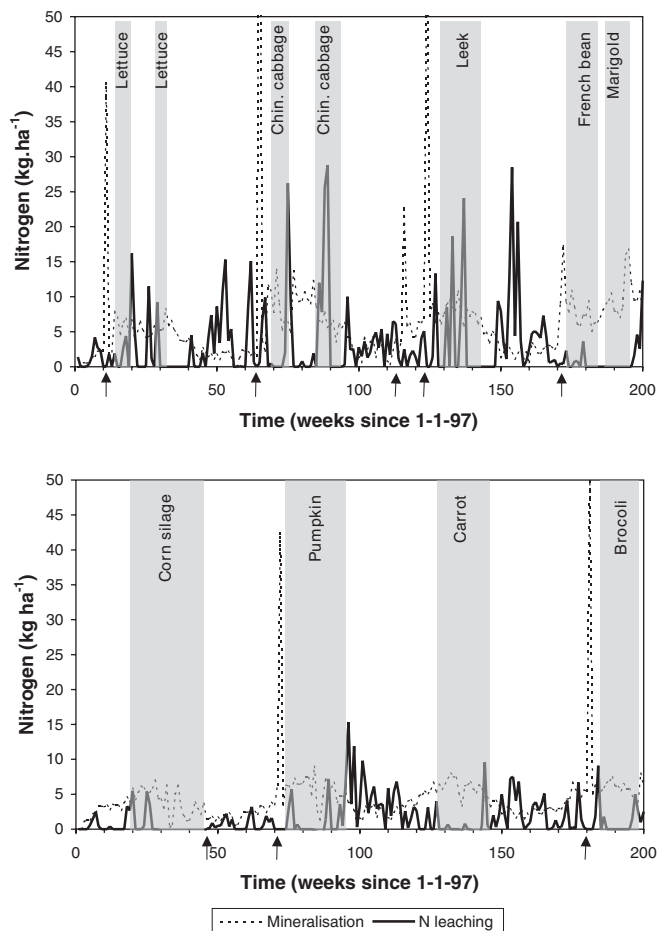 50
45
40
35
30
25
20
15
10
5
0
Nitrogen (kg.ha-1)
Lettuce
Lettuce
Chin. cabbage
Chin. cabbage
Leek
French bean
Marigold
0 50 100 150 200
Time (weeks since 1-1-97)
50
45
40
35
30
25
20
15
10
5
0
Nitrogen (kg ha-1)
Corn silage
Pumpkin
Carrot
Brocoli
0 50 100 150 200
Time (weeks since 1-1-97)
Mineralisation N leaching